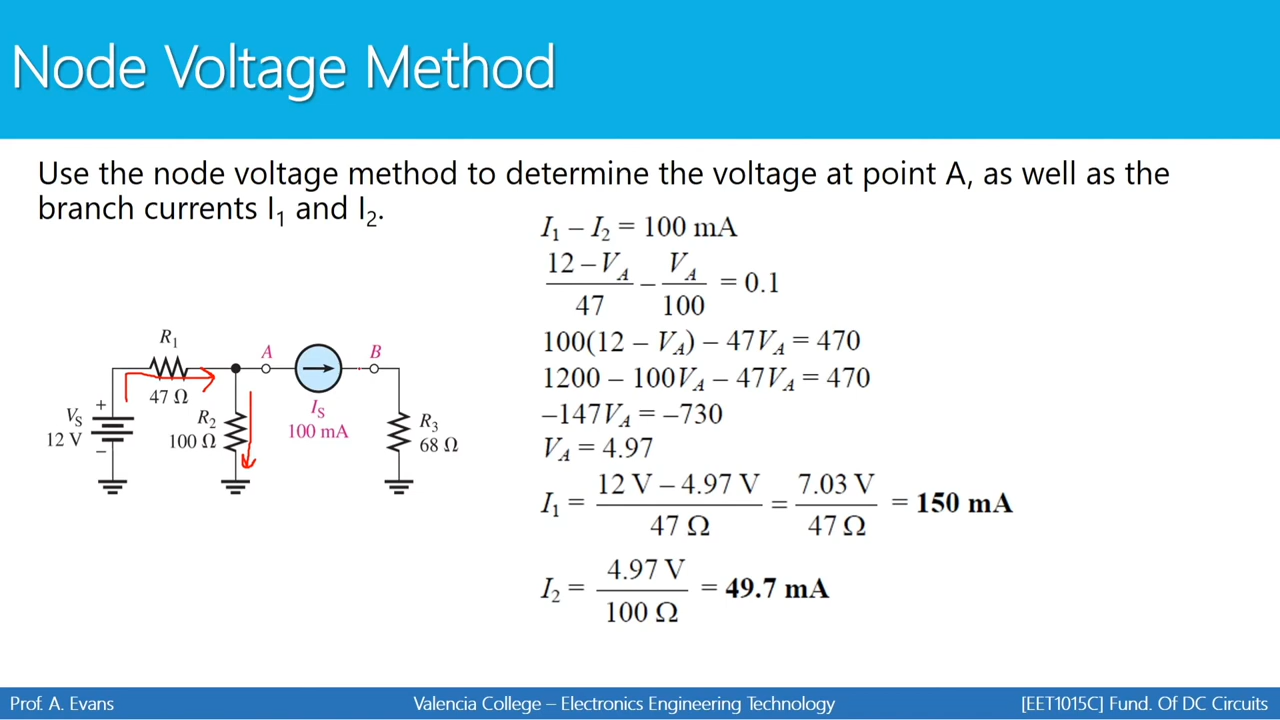 Node Voltage Method
Use the node voltage method to determine the voltage at point A, as well as the
branch currents I₁ and I₂.
I₁ – I₂ = 100 mA
12 – V_A / 47 – V_A / 100 = 0.1
100(12 – V_A) – 47V_A = 470
1200 – 100V_A – 47V_A = 470
–147V_A = –730
V_A = 4.97
I₁ = 12 V – 4.97 V / 47 Ω = 7.03 V / 47 Ω = 150 mA
I₂ = 4.97 V / 100 Ω = 49.7 mA
R₁
47 Ω
A
B
+
V_S
12 V
–
R₂
100 Ω
I_S
100 mA
R₃
68 Ω
Prof. A. Evans
Valencia College – Electronics Engineering Technology
[EET1015C] Fund. Of DC Circuits